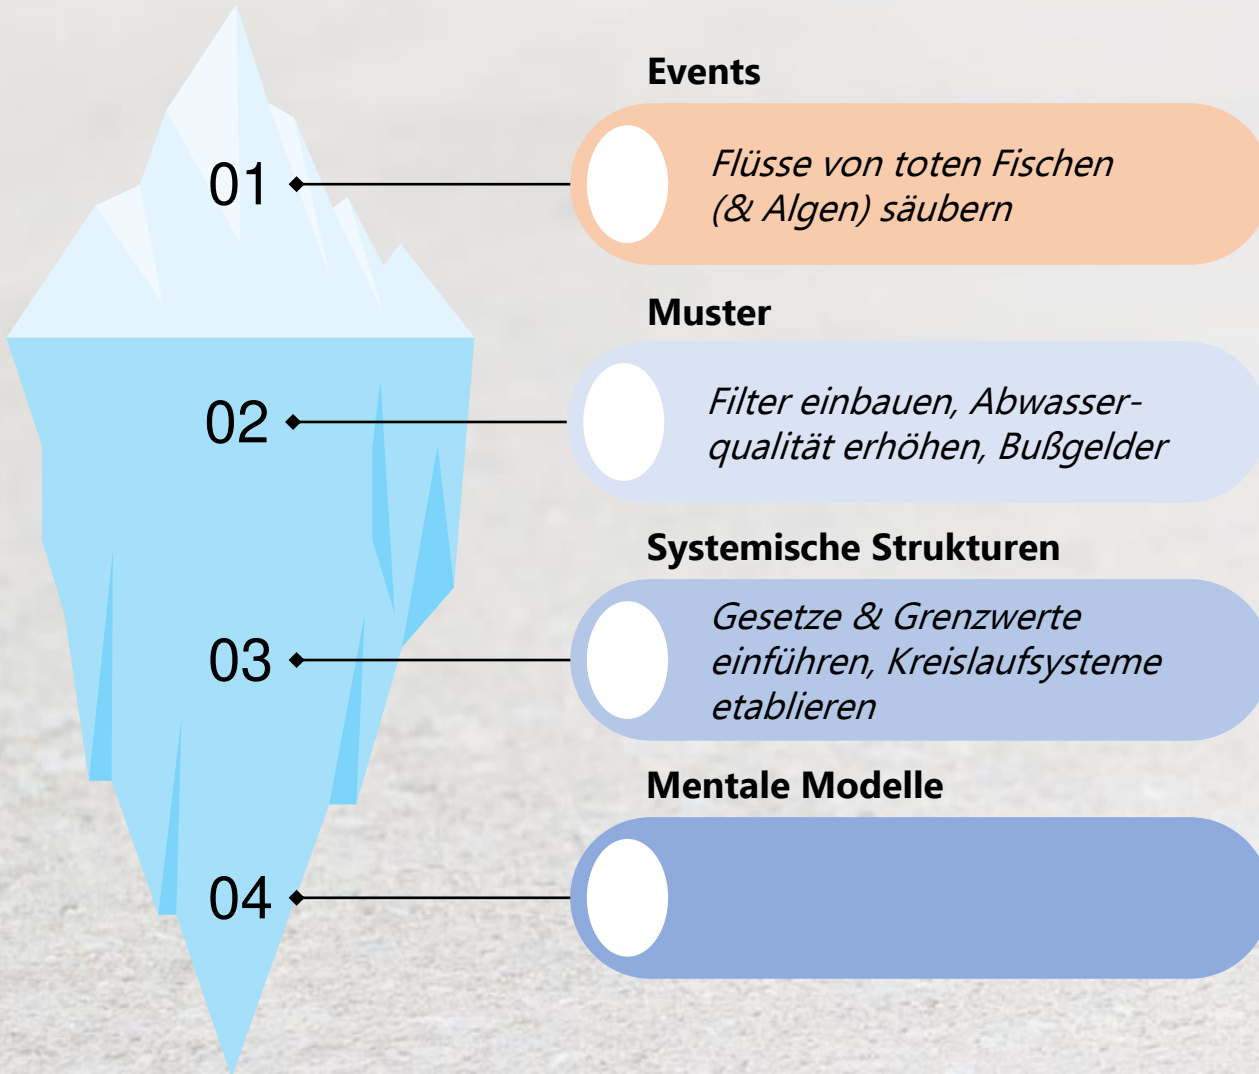 Events
01
Flüsse von toten Fischen
(& Algen) säubern
Muster
02
Filter einbauen, Abwasser-
qualität erhöhen, Bußgelder
Systemische Strukturen
03
Gesetze & Grenzwerte
einführen, Kreislaufsysteme
etablieren
Mentale Modelle
04